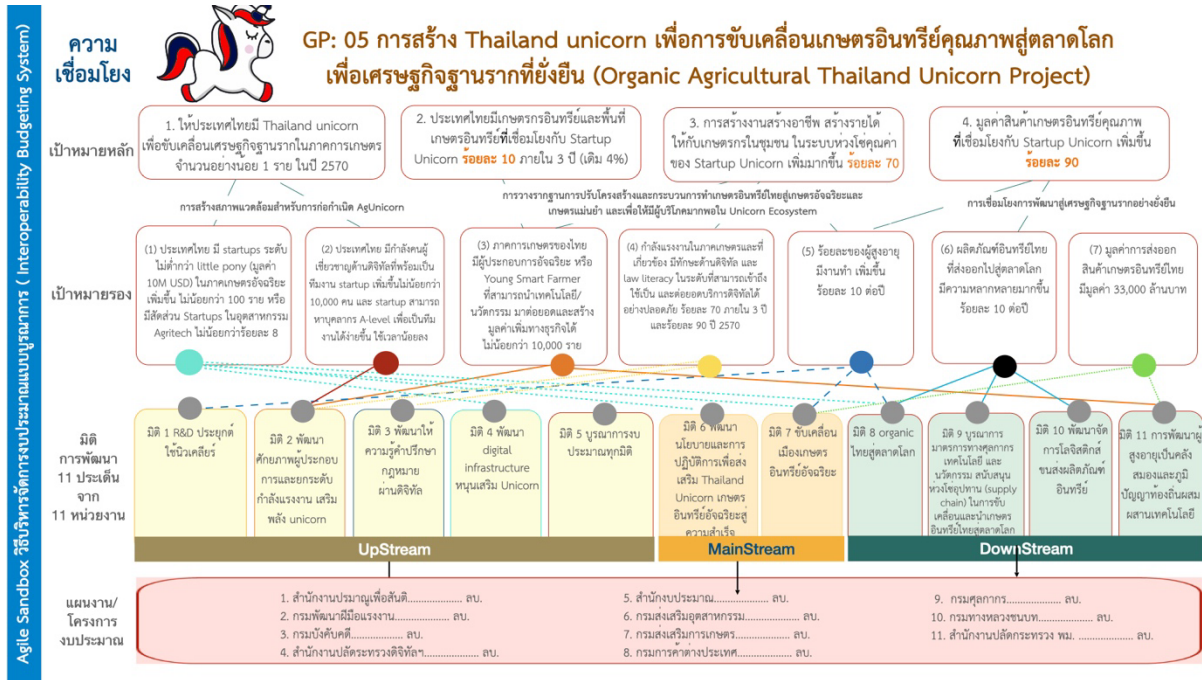 Agile Sandbox วิธีบริหารจัดการงบประมาณแบบบูรณาการ ( Interoperability Budgeting System)
ความ
เชื่อมโยง
GP: 05 การสร้าง Thailand unicorn เพื่อการขับเคลื่อนเกษตรอินทรีย์คุณภาพสู่ตลาดโลก
เพื่อเศรษฐกิจฐานรากที่ยั่งยืน (Organic Agricultural Thailand Unicorn Project)
เป้าหมายหลัก
1. ให้ประเทศไทยมี Thailand unicorn
เพื่อขับเคลื่อนเศรษฐกิจฐานรากในภาคการเกษตร
จำนวนอย่างน้อย 1 ราย ในปี 2570
2. ประเทศไทยมีเกษตรกรอินทรีย์และพื้นที่
เกษตรอินทรีย์ที่เชื่อมโยงกับ Startup
Unicorn ร้อยละ 10 ภายใน 3 ปี (เดิม 4%)
3. การสร้างงานสร้างอาชีพ สร้างรายได้
ให้กับเกษตรกรในชุมชน ในระบบห่วงโซ่คุณค่า
ของ Startup Unicorn เพิ่มมากขึ้น ร้อยละ 70
4. มูลค่าสินค้าเกษตรอินทรีย์คุณภาพ
ที่เชื่อมโยงกับ Startup Unicorn เพิ่มขึ้น
ร้อยละ 90
การสร้างสภาพแวดล้อมสำหรับการก่อกำเนิด AgUnicorn
การวางรากฐานการปรับโครงสร้างและกระบวนการทำเกษตรอินทรีย์ไทยสู่เกษตรอัจฉริยะและ
เกษตรแม่นยำ และเพื่อให้มีผู้บริโภคมากพอใน Unicorn Ecosystem
การเชื่อมโยงการพัฒนาสู่เศรษฐกิจฐานรากอย่างยั่งยืน
เป้าหมายรอง
(1) ประเทศไทย มี startups ระดับ
ไม่ต่ำกว่า little pony (มูลค่า
10M USD) ในภาคเกษตรอัจฉริยะ
เพิ่มขึ้น ไม่น้อยกว่า 100 ราย หรือ
มีสัดส่วน Startups ในอุตสาหกรรม
Agritech ไม่น้อยกว่าร้อยละ 8
(2) ประเทศไทย มีกำลังคนผู้
เชี่ยวชาญด้านดิจิทัลที่พร้อมเป็น
ทีมงาน startup เพิ่มขึ้นไม่น้อยกว่า
10,000 คน และ startup สามารถ
หาบุคลากร A-level เพื่อเป็นทีม
งานได้ง่ายขึ้น ใช้เวลาน้อยลง
(3) ภาคการเกษตรของไทย
มีผู้ประกอบการอัจฉริยะ หรือ
Young Smart Farmer
ที่สามารถนำเทคโนโลยี/
นวัตกรรม มาต่อยอดและสร้าง
มูลค่าเพิ่มทางธุรกิจได้
ไม่น้อยกว่า 10,000 ราย
(4) กำลังแรงงานในภาคเกษตรและที่
เกี่ยวข้อง มีทักษะด้านดิจิทัล และ
law literacy ในระดับที่สามารถเข้าถึง
ใช้เป็น และต่อยอดบริการดิจิทัลได้
อย่างปลอดภัย ร้อยละ 70 ภายใน 3 ปี
และร้อยละ 90 ปี 2570
(5) ร้อยละของผู้สูงอายุ
มีงานทำ เพิ่มขึ้น
ร้อยละ 10 ต่อปี
(6) ผลิตภัณฑ์อินทรีย์ไทย
ที่ส่งออกไปสู่ตลาดโลก
มีความหลากหลายมากขึ้น
ร้อยละ 10 ต่อปี
(7) มูลค่าการส่งออก
สินค้าเกษตรอินทรีย์ไทย
มีมูลค่า 33,000 ล้านบาท
มิติ
การพัฒนา
11 ประเด็น
จาก
11 หน่วยงาน
มิติ 1 R&D ประยุกต์
ใช้นิวเคลียร์
มิติ 2 พัฒนา
ศักยภาพผู้ประกอบ
การและยกระดับ
กำลังแรงงาน เสริม
พลัง unicorn
มิติ 3 พัฒนาให้
ความรู้คำปรึกษา
กฎหมาย
ผ่านดิจิทัล
มิติ 4 พัฒนา
digital
infrastructure
หนุนเสริม Unicorn
มิติ 5 บูรณาการงบ
ประมาณทุกมิติ
มิติ 6 พัฒนา
นโยบายและการ
ปฏิบัติการเพื่อส่ง
เสริม Thailand
Unicorn เกษตร
อินทรีย์อัจฉริยะสู่
ความสำเร็จ
มิติ 7 ขับเคลื่อน
เมืองเกษตร
อินทรีย์อัจฉริยะ
มิติ 8 organic
ไทยสู่ตลาดโลก
มิติ 9 บูรณาการ
มาตรการทางศุลกากร
เทคโนโลยี และ
นวัตกรรม สนับสนุน
ห่วงโซ่อุปทาน (supply
chain) ในการขับ
เคลื่อนและนำเกษตร
อินทรีย์ไทยสู่ตลาดโลก
มิติ 10 พัฒนาจัด
การโลจิสติกส์
ขนส่งผลิตภัณฑ์
อินทรีย์
มิติ 11 การพัฒนาผู้
สูงอายุเป็นคลัง
สมองและภูมิ
ปัญญาท้องถิ่นผสม
ผสานเทคโนโลยี
UpStream
MainStream
DownStream
แผนงาน/
โครงการ
งบประมาณ
1. สำนักงานปรมาณูเพื่อสันติ.................... ลบ.
2. กรมพัฒนาฝีมือแรงงาน.................... ลบ.
3. กรมบังคับคดี.................... ลบ.
4. สำนักงานปลัดกระทรวงดิจิทัลฯ.................... ลบ.
5. สำนักงบประมาณ.................... ลบ.
6. กรมส่งเสริมอุตสาหกรรม.................... ลบ.
7. กรมส่งเสริมการเกษตร.................... ลบ.
8. กรมการค้าต่างประเทศ.................... ลบ.
9. กรมศุลกากร.................... ลบ.
10. กรมทางหลวงชนบท.................... ลบ.
11. สำนักงานปลัดกระทรวง พม. .................... ลบ.